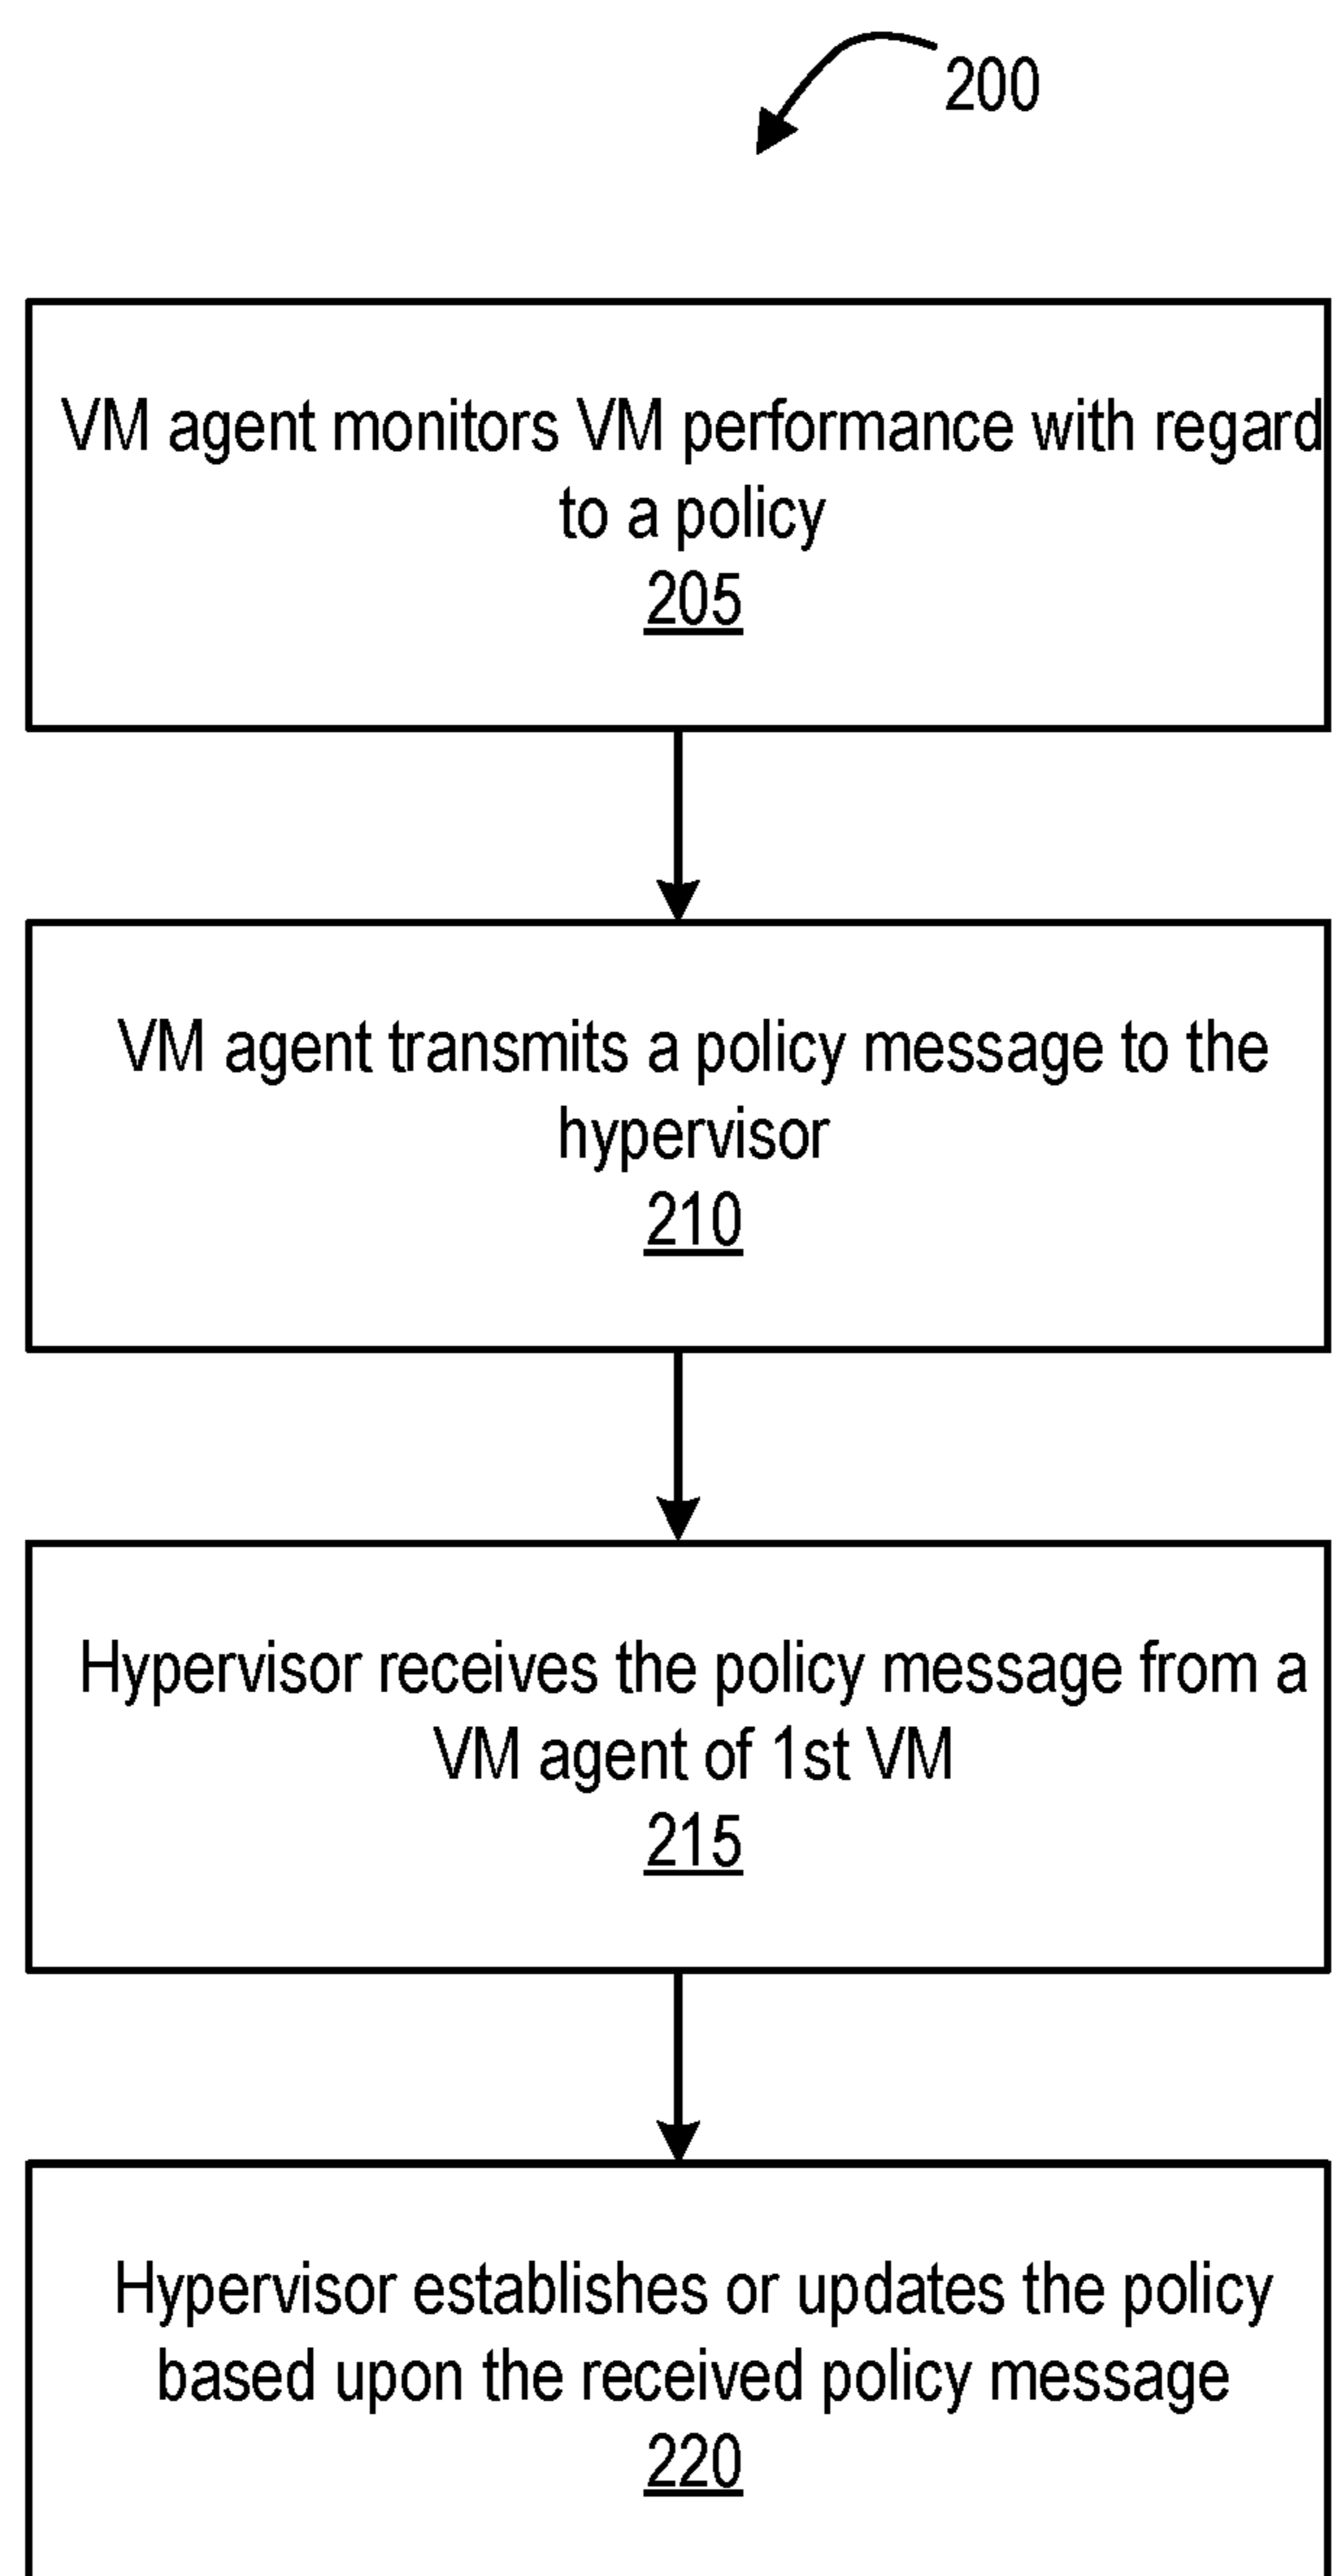 200
VM agent monitors VM performance with regard
to a policy
205
VM agent transmits a policy message to the
hypervisor
210
Hypervisor receives the policy message from a
VM agent of 1st VM
215
Hypervisor establishes or updates the policy
based upon the received policy message
220